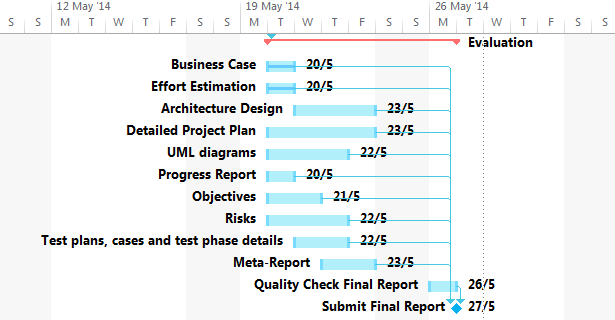 12 May '14 19 May '14 26 May '14
S S M T W T F S S M T W T F S S M T W T F S S
Evaluation
Business Case 20/5
Effort Estimation 20/5
Architecture Design 23/5
Detailed Project Plan 23/5
UML diagrams 22/5
Progress Report 20/5
Objectives 21/5
Risks 22/5
Test plans, cases and test phase details 22/5
Meta-Report 23/5
Quality Check Final Report 26/5
Submit Final Report 27/5